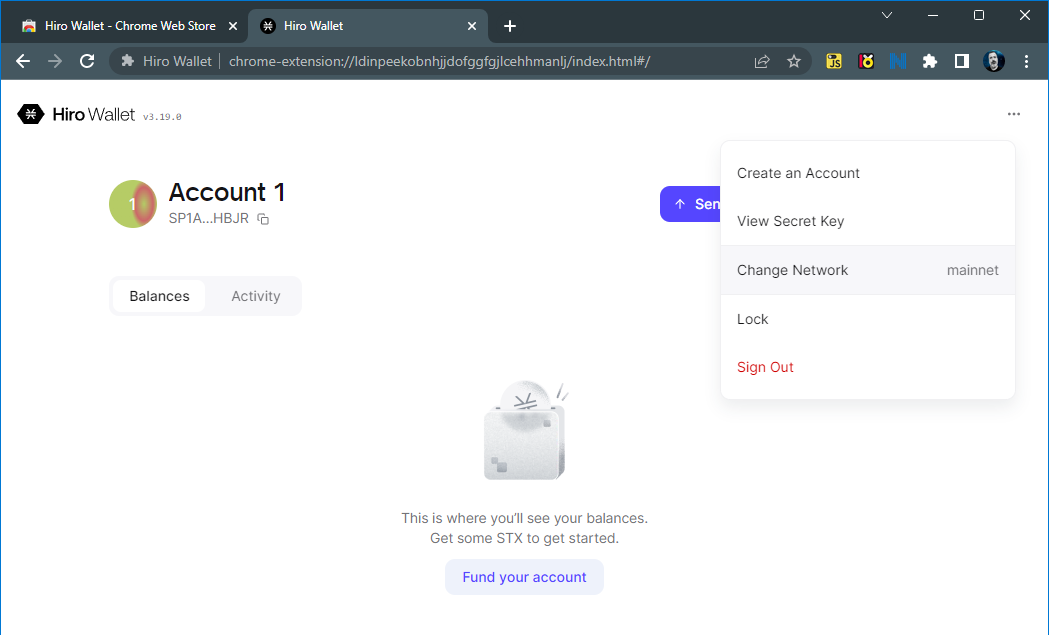 Hiro Wallet - Chrome Web Store
Hiro Wallet
Hiro Wallet
chrome-extension://ldinpeekobnhjjdofggfgjlcehhmanlj/index.html#/
JS
N
Hiro Wallet v3.19.0
Create an Account
View Secret Key
Change Network mainnet
Lock
Sign Out
1
Account 1
SP1A...HBJR
Sen
Balances
Activity
This is where you’ll see your balances.
Get some STX to get started.
Fund your account